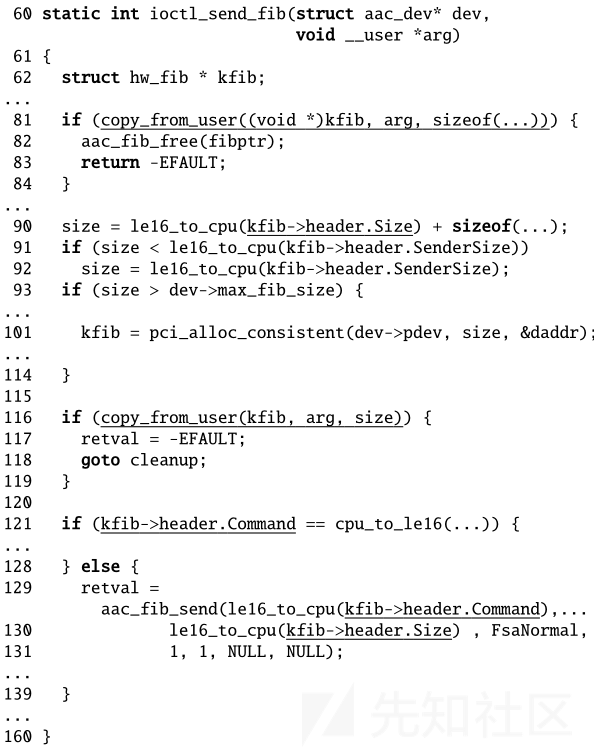 60 static int ioctl_send_fib(struct aac_dev* dev,
void __user *arg)
61 {
62 struct hw_fib * kfib;
...
81 if (copy_from_user((void *)kfib, arg, sizeof(...))) {
82 aac_fib_free(fibptr);
83 return -EFAULT;
84 }
...
90 size = le16_to_cpu(kfib->header.Size) + sizeof(...);
91 if (size < le16_to_cpu(kfib->header.SenderSize))
92 size = le16_to_cpu(kfib->header.SenderSize);
93 if (size > dev->max_fib_size) {
...
101 kfib = pci_alloc_consistent(dev->pdev, size, &daddr);
...
114 }
115
116 if (copy_from_user(kfib, arg, size)) {
117 retval = -EFAULT;
118 goto cleanup;
119 }
120
121 if (kfib->header.Command == cpu_to_le16(...)) {
...
128 } else {
129 retval =
aac_fib_send(le16_to_cpu(kfib->header.Command),...
130 le16_to_cpu(kfib->header.Size) , FsaNormal,
131 1, 1, NULL, NULL);
...
139 }
...
160 }
先知社区